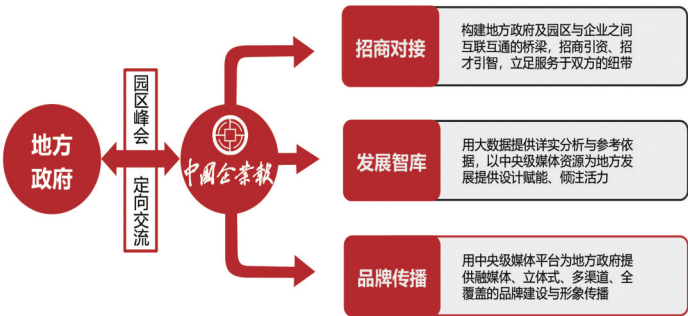 地方
政府
园区峰会
定向交流
中國企業報
招商对接
构建地方政府及园区与企业之间
互联互通的桥梁，招商引资、招
才引智，立足服务于双方的纽带
发展智库
用大数据提供详实分析与参考依
据，以中央级媒体资源为地方发
展提供设计赋能、倾注活力
品牌传播
用中央级媒体平台为地方政府提
供融媒体、立体式、多渠道、全
覆盖的品牌建设与形象传播